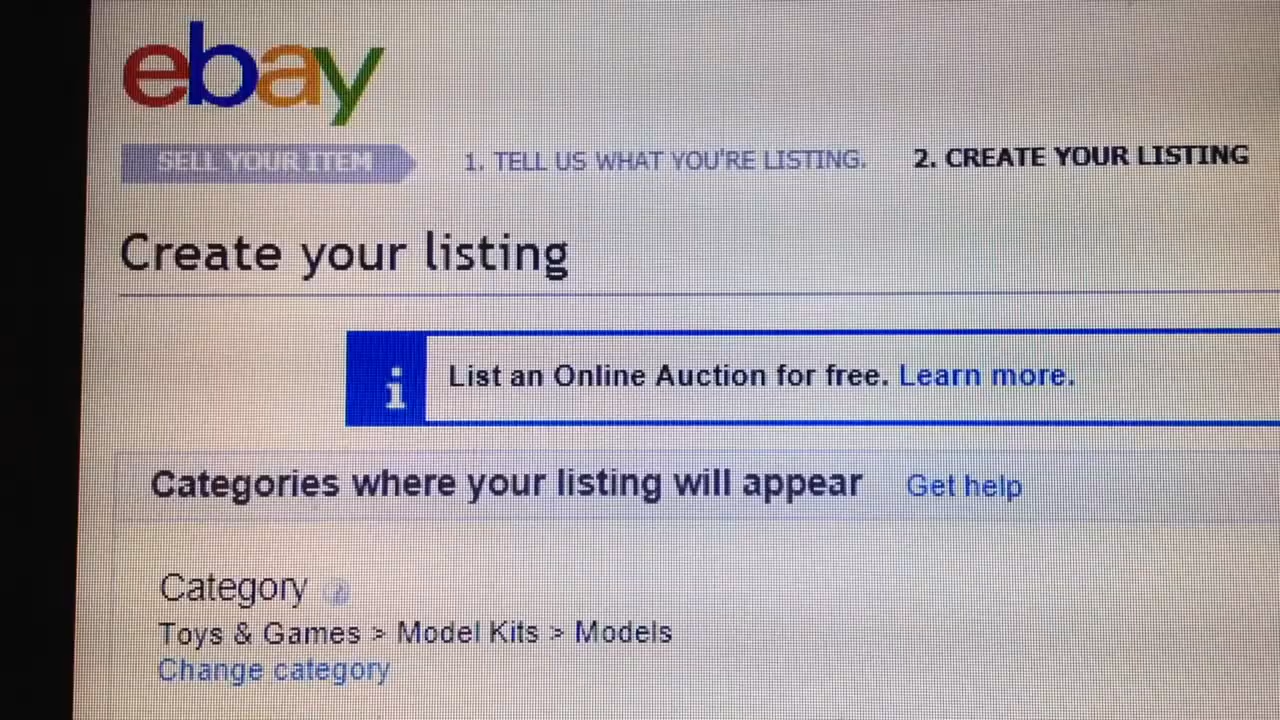 ebay
SELL YOUR ITEM 1. TELL US WHAT YOU'RE LISTING. 2. CREATE YOUR LISTING
Create your listing
i List an Online Auction for free. Learn more.
Categories where your listing will appear Get help
Category ?
Toys & Games > Model Kits > Models
Change category